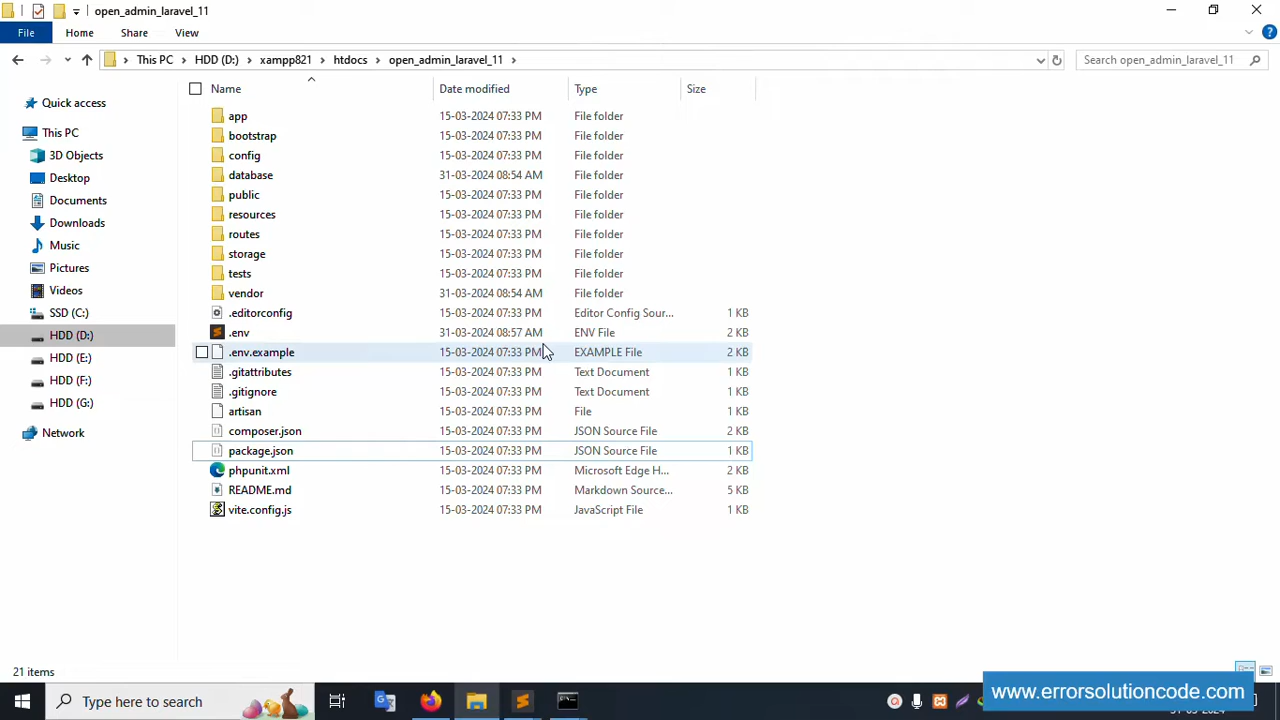 open_admin_laravel_11
File Home Share View
This PC HDD (D:) xampp821 htdocs open_admin_laravel_11 Search open_admin_laravel_11
Name Date modified Type Size
Quick access
This PC
3D Objects
Desktop
Documents
Downloads
Music
Pictures
Videos
SSD (C:)
HDD (D:)
HDD (E:)
HDD (F:)
HDD (G:)
Network
app 15-03-2024 07:33 PM File folder
bootstrap 15-03-2024 07:33 PM File folder
config 15-03-2024 07:33 PM File folder
database 31-03-2024 08:54 AM File folder
public 15-03-2024 07:33 PM File folder
resources 15-03-2024 07:33 PM File folder
routes 15-03-2024 07:33 PM File folder
storage 15-03-2024 07:33 PM File folder
tests 15-03-2024 07:33 PM File folder
vendor 31-03-2024 08:54 AM File folder
.editorconfig 15-03-2024 07:33 PM Editor Config Sour... 1 KB
.env 31-03-2024 08:57 AM ENV File 2 KB
.env.example 15-03-2024 07:33 PM EXAMPLE File 2 KB
.gitattributes 15-03-2024 07:33 PM Text Document 1 KB
.gitignore 15-03-2024 07:33 PM Text Document 1 KB
artisan 15-03-2024 07:33 PM File 1 KB
composer.json 15-03-2024 07:33 PM JSON Source File 2 KB
package.json 15-03-2024 07:33 PM JSON Source File 1 KB
phpunit.xml 15-03-2024 07:33 PM Microsoft Edge H... 2 KB
README.md 15-03-2024 07:33 PM Markdown Source... 5 KB
vite.config.js 15-03-2024 07:33 PM JavaScript File 1 KB
21 items
Type here to search
www.errorsolutioncode.com